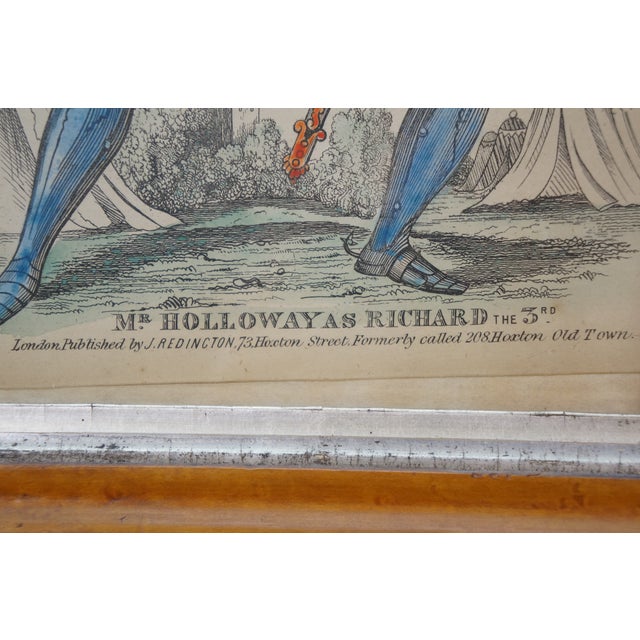 MR HOLLOWAY AS RICHARD THE 3RD.
London, Published by J. REDINGTON, 73, Hoxton Street, Formerly called 208, Hoxton Old Town.